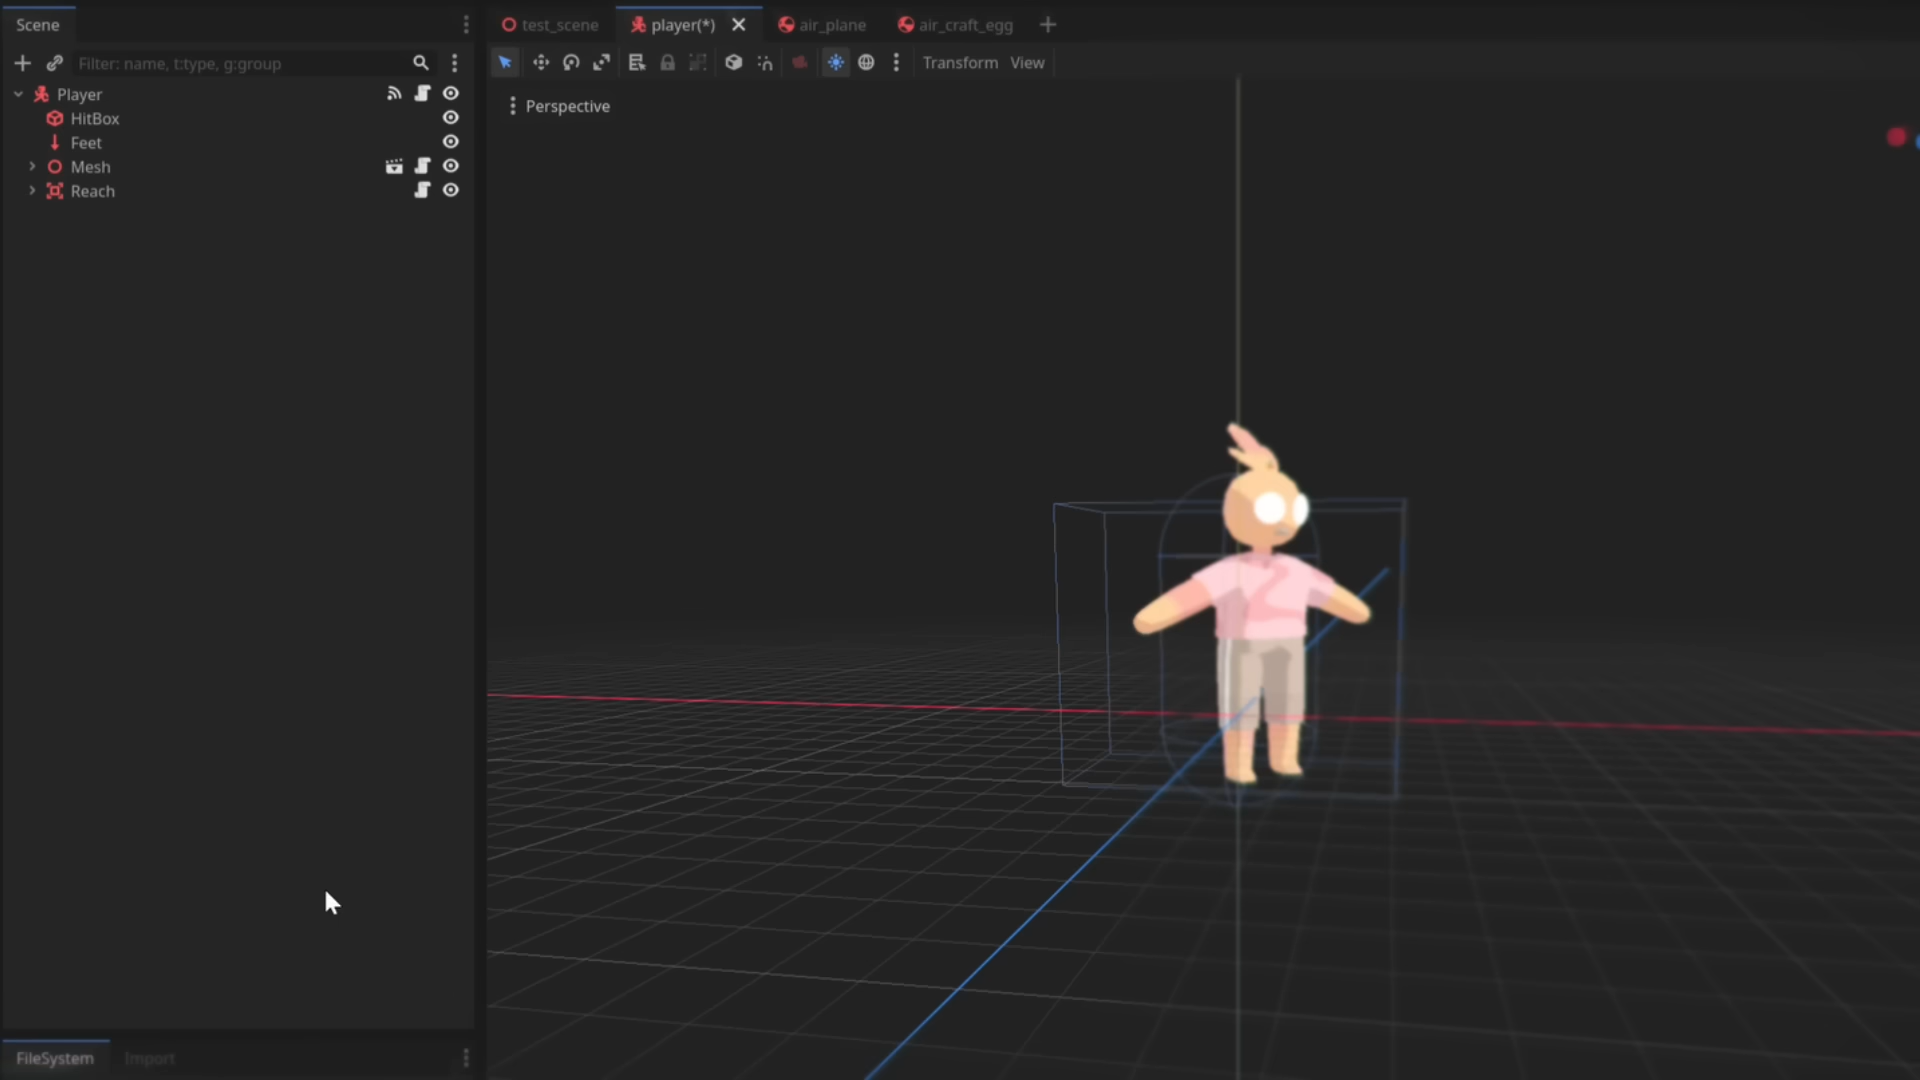 Scene
Filter: name, t:type, g:group
Player
HitBox
Feet
Mesh
Reach
FileSystem
Import
test_scene
player(*)
air_plane
air_craft_egg
Transform
View
Perspective